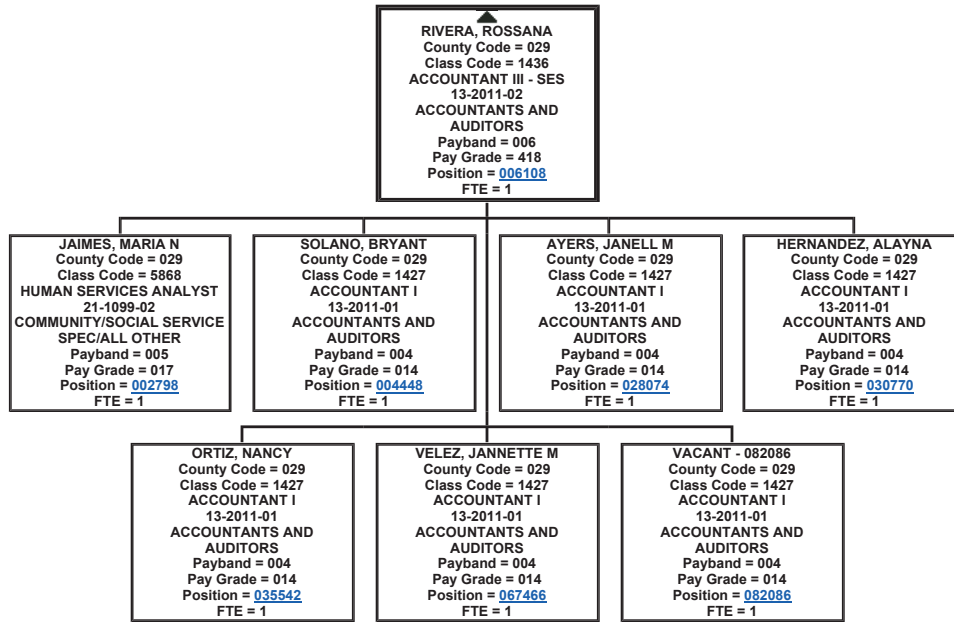 RIVERA, ROSSANA
County Code = 029
Class Code = 1436
ACCOUNTANT III - SES
13-2011-02
ACCOUNTANTS AND
AUDITORS
Payband = 006
Pay Grade = 418
Position = 006108
FTE = 1
JAIMES, MARIA N
County Code = 029
Class Code = 5868
HUMAN SERVICES ANALYST
21-1099-02
COMMUNITY/SOCIAL SERVICE
SPEC/ALL OTHER
Payband = 005
Pay Grade = 017
Position = 002798
FTE = 1
SOLANO, BRYANT
County Code = 029
Class Code = 1427
ACCOUNTANT I
13-2011-01
ACCOUNTANTS AND
AUDITORS
Payband = 004
Pay Grade = 014
Position = 004448
FTE = 1
AYERS, JANELL M
County Code = 029
Class Code = 1427
ACCOUNTANT I
13-2011-01
ACCOUNTANTS AND
AUDITORS
Payband = 004
Pay Grade = 014
Position = 028074
FTE = 1
HERNANDEZ, ALAYNA
County Code = 029
Class Code = 1427
ACCOUNTANT I
13-2011-01
ACCOUNTANTS AND
AUDITORS
Payband = 004
Pay Grade = 014
Position = 030770
FTE = 1
ORTIZ, NANCY
County Code = 029
Class Code = 1427
ACCOUNTANT I
13-2011-01
ACCOUNTANTS AND
AUDITORS
Payband = 004
Pay Grade = 014
Position = 035542
FTE = 1
VELEZ, JANNETTE M
County Code = 029
Class Code = 1427
ACCOUNTANT I
13-2011-01
ACCOUNTANTS AND
AUDITORS
Payband = 004
Pay Grade = 014
Position = 067466
FTE = 1
VACANT - 082086
County Code = 029
Class Code = 1427
ACCOUNTANT I
13-2011-01
ACCOUNTANTS AND
AUDITORS
Payband = 004
Pay Grade = 014
Position = 082086
FTE = 1